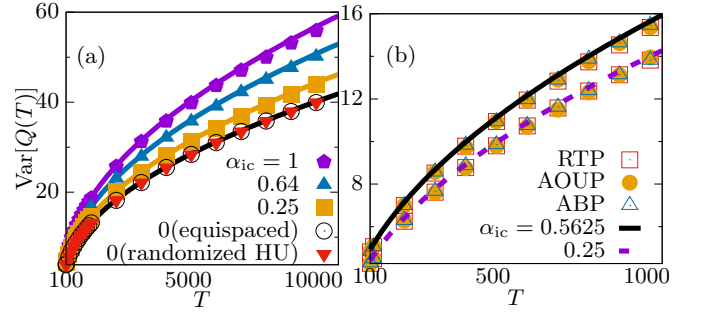 60
40
20
Var[Q(T)]
(a)
α_ic = 1
0.64
0.25
0(equispaced)
0(randomized HU)
100
5000
10000
T
16
12
8
(b)
RTP
AOUP
ABP
α_ic = 0.5625
0.25
100
500
1000
T